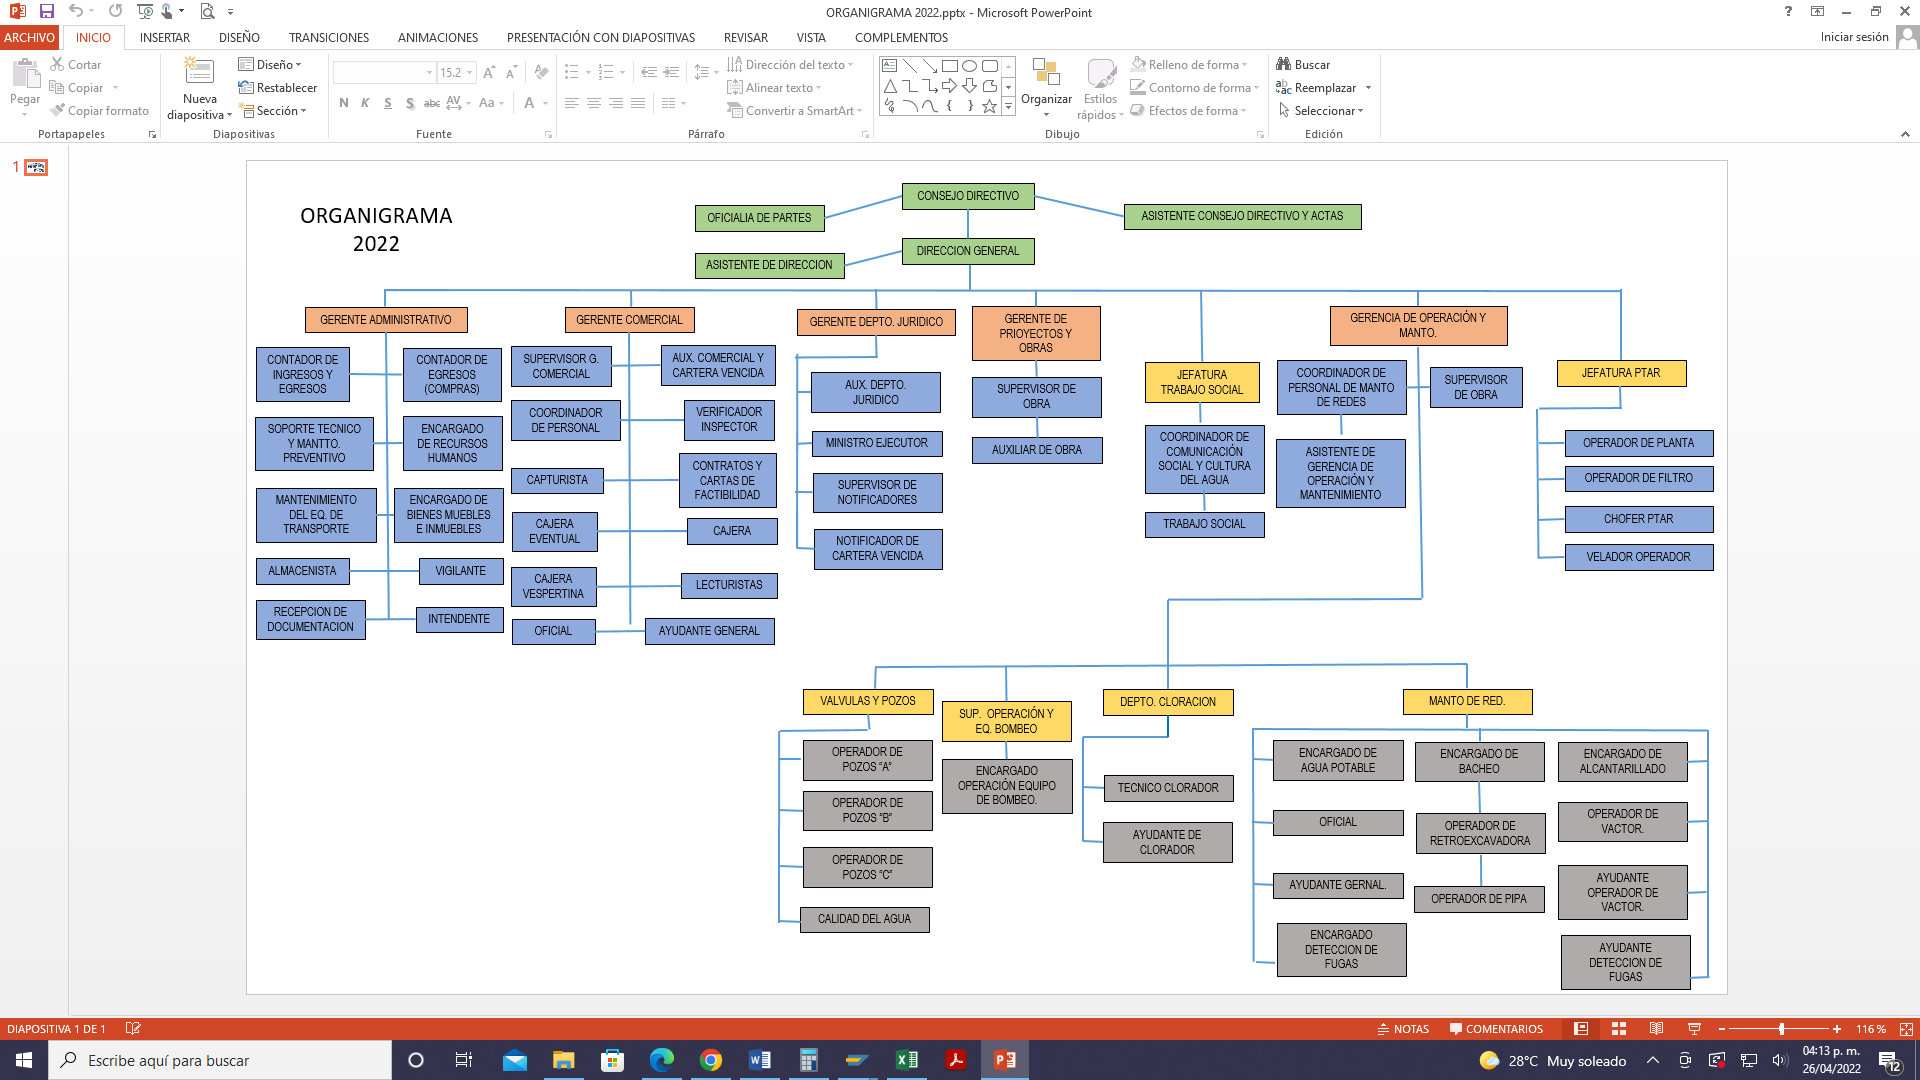 ORGANIGRAMA 2022.pptx - Microsoft PowerPoint
?
ARCHIVO
INICIO
INSERTAR
DISEÑO
TRANSICIONES
ANIMACIONES
PRESENTACIÓN CON DIAPOSITIVAS
REVISAR
VISTA
COMPLEMENTOS
Iniciar sesión
Pegar
Cortar
Copiar
Copiar formato
Portapapeles
Nueva
diapositiva
Diseño
Restablecer
Sección
Diapositivas
15.2
N K S S abc AV Aa A
Fuente
Dirección del texto
Alinear texto
Convertir a SmartArt
Párrafo
Organizar
Estilos
rápidos
Relleno de forma
Contorno de forma
Efectos de forma
Dibujo
Buscar
Reemplazar
Seleccionar
Edición
1
ORGANIGRAMA
2022
CONSEJO DIRECTIVO
OFICIALIA DE PARTES
ASISTENTE CONSEJO DIRECTIVO Y ACTAS
DIRECCION GENERAL
ASISTENTE DE DIRECCION
GERENTE ADMINISTRATIVO
CONTADOR DE
INGRESOS Y
EGRESOS
CONTADOR DE
EGRESOS
(COMPRAS)
SOPORTE TECNICO
Y MANTTO.
PREVENTIVO
ENCARGADO
DE RECURSOS
HUMANOS
MANTENIMIENTO
DEL EQ. DE
TRANSPORTE
ENCARGADO DE
BIENES MUEBLES
E INMUEBLES
ALMACENISTA
VIGILANTE
RECEPCION DE
DOCUMENTACION
INTENDENTE
GERENTE COMERCIAL
SUPERVISOR G.
COMERCIAL
AUX. COMERCIAL Y
CARTERA VENCIDA
COORDINADOR
DE PERSONAL
VERIFICADOR
INSPECTOR
CAPTURISTA
CONTRATOS Y
CARTAS DE
FACTIBILIDAD
CAJERA
EVENTUAL
CAJERA
CAJERA
VESPERTINA
LECTURISTAS
OFICIAL
AYUDANTE GENERAL
GERENTE DEPTO. JURIDICO
AUX. DEPTO.
JURIDICO
MINISTRO EJECUTOR
SUPERVISOR DE
NOTIFICADORES
NOTIFICADOR DE
CARTERA VENCIDA
GERENTE DE
PRIOYECTOS Y
OBRAS
SUPERVISOR DE
OBRA
AUXILIAR DE OBRA
JEFATURA
TRABAJO SOCIAL
COORDINADOR DE
COMUNICACIÓN
SOCIAL Y CULTURA
DEL AGUA
TRABAJO SOCIAL
GERENCIA DE OPERACIÓN Y
MANTO.
COORDINADOR DE
PERSONAL DE MANTO
DE REDES
SUPERVISOR
DE OBRA
ASISTENTE DE
GERENCIA DE
OPERACIÓN Y
MANTENIMIENTO
JEFATURA PTAR
OPERADOR DE PLANTA
OPERADOR DE FILTRO
CHOFER PTAR
VELADOR OPERADOR
VALVULAS Y POZOS
OPERADOR DE
POZOS “A”
OPERADOR DE
POZOS “B”
OPERADOR DE
POZOS “C”
CALIDAD DEL AGUA
SUP. OPERACIÓN Y
EQ. BOMBEO
ENCARGADO
OPERACIÓN EQUIPO
DE BOMBEO.
DEPTO. CLORACION
TECNICO CLORADOR
AYUDANTE DE
CLORADOR
MANTO DE RED.
ENCARGADO DE
AGUA POTABLE
OFICIAL
AYUDANTE GERNAL.
ENCARGADO
DETECCION DE
FUGAS
ENCARGADO DE
BACHEO
OPERADOR DE
RETROEXCAVADORA
OPERADOR DE PIPA
ENCARGADO DE
ALCANTARILLADO
OPERADOR DE
VACTOR.
AYUDANTE
OPERADOR DE
VACTOR.
AYUDANTE
DETECCION DE
FUGAS
DIAPOSITIVA 1 DE 1
NOTAS
COMENTARIOS
116 %
Escribe aquí para buscar
28°C Muy soleado
04:13 p. m.
26/04/2022
12